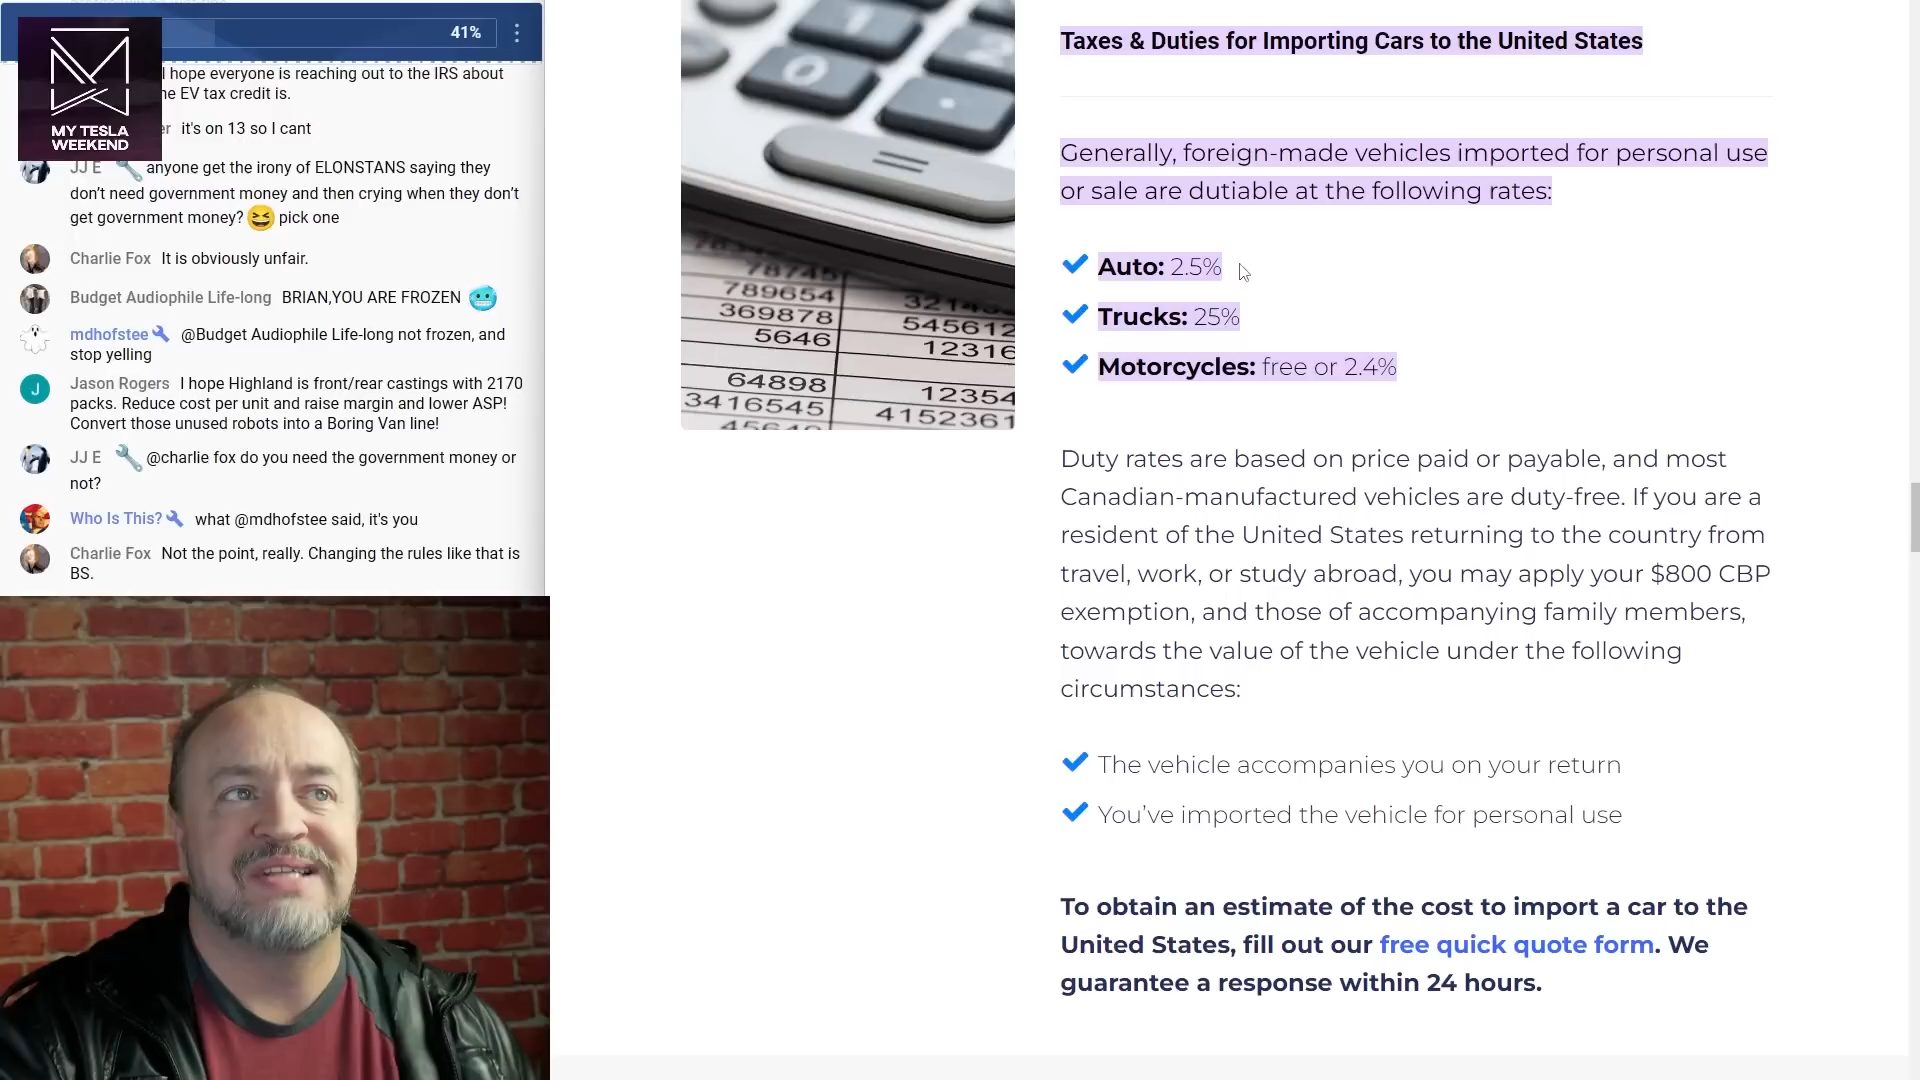 41%
I hope everyone is reaching out to the IRS about
he EV tax credit is.
er it's on 13 so I cant
MY TESLA
WEEKEND
JJ E anyone get the irony of ELONSTANS saying they
don’t need government money and then crying when they don’t
get government money? 😆 pick one
Charlie Fox It is obviously unfair.
Budget Audiophile Life-long BRIAN,YOU ARE FROZEN 🥶
mdhofstee @Budget Audiophile Life-long not frozen, and
stop yelling
J
Jason Rogers I hope Highland is front/rear castings with 2170
packs. Reduce cost per unit and raise margin and lower ASP!
Convert those unused robots into a Boring Van line!
JJ E @charlie fox do you need the government money or
not?
Who Is This? what @mdhofstee said, it's you
Charlie Fox Not the point, really. Changing the rules like that is
BS.
1
0
=
78745
789654
369878 545612
5646 12316
64898 12354
3416545 4152361
Taxes & Duties for Importing Cars to the United States
Generally, foreign-made vehicles imported for personal use
or sale are dutiable at the following rates:
Auto: 2.5%
Trucks: 25%
Motorcycles: free or 2.4%
Duty rates are based on price paid or payable, and most
Canadian-manufactured vehicles are duty-free. If you are a
resident of the United States returning to the country from
travel, work, or study abroad, you may apply your $800 CBP
exemption, and those of accompanying family members,
towards the value of the vehicle under the following
circumstances:
The vehicle accompanies you on your return
You’ve imported the vehicle for personal use
To obtain an estimate of the cost to import a car to the
United States, fill out our free quick quote form. We
guarantee a response within 24 hours.